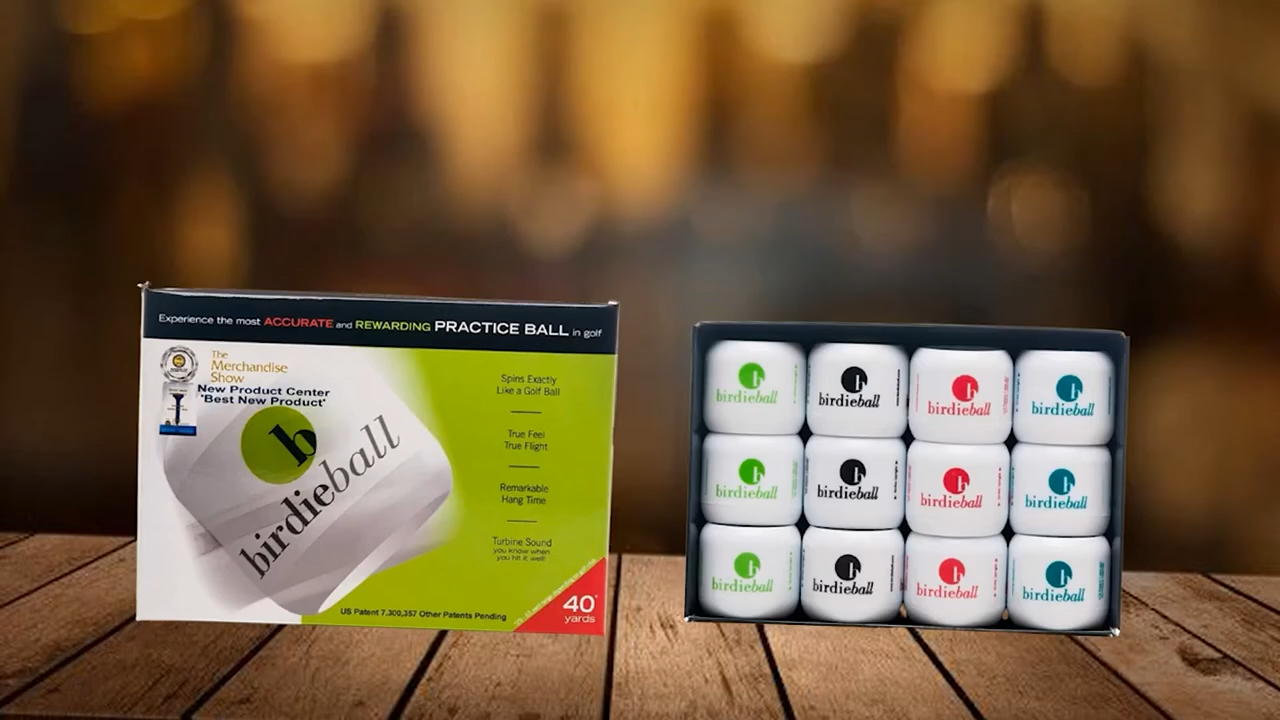 Experience the most ACCURATE and REWARDING PRACTICE BALL in golf
The
Merchandise
Show
New Product Center
"Best New Product"
b
birdieball
Spins Exactly
Like a Golf Ball
True Feel
True Flight
Remarkable
Hang Time
Turbine Sound
you know when
you hit it well!
US Patent 7,300,357 Other Patents Pending
40*
yards
birdieball
birdieball
birdieball
birdieball
birdieball
birdieball
birdieball
birdieball
birdieball
birdieball
birdieball
birdieball